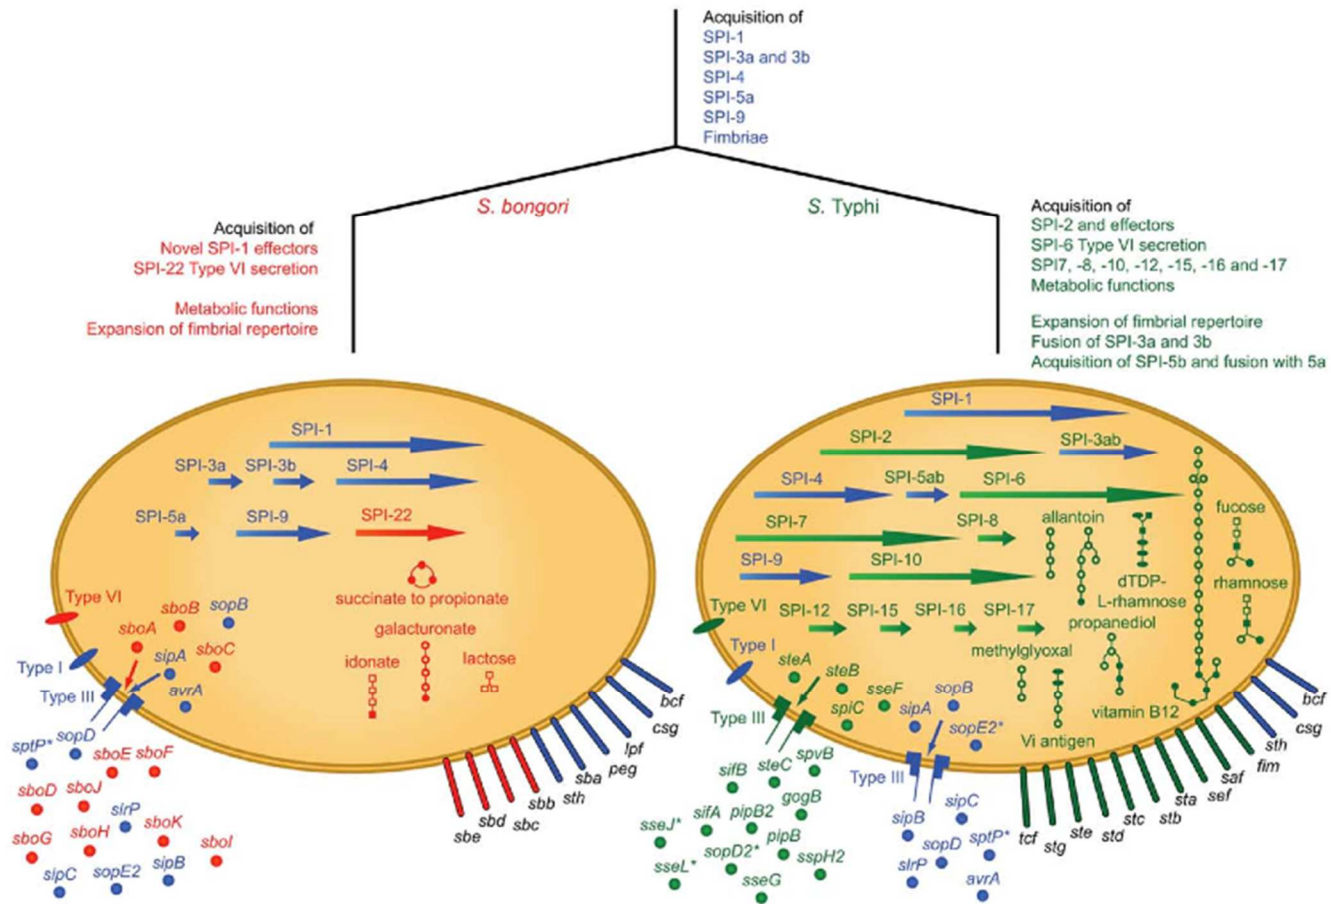 Acquisition of
SPI-1
SPI-3a and 3b
SPI-4
SPI-5a
SPI-9
Fimbriae
S. bongori
S. Typhi
Acquisition of
Novel SPI-1 effectors
SPI-22 Type VI secretion
Metabolic functions
Expansion of fimbrial repertoire
Acquisition of
SPI-2 and effectors
SPI-6 Type VI secretion
SPI7, -8, -10, -12, -15, -16 and -17
Metabolic functions
Expansion of fimbrial repertoire
Fusion of SPI-3a and 3b
Acquisition of SPI-5b and fusion with 5a
SPI-1
SPI-3a SPI-3b SPI-4
SPI-5a SPI-9 SPI-22
succinate to propionate
galacturonate
idonate lactose
Type VI
sboB sopB
sboA
Type I sipA sboC
Type III avrA
sptP* sopD
sboE sboF
sboD sboJ
slrP
sboG sboH sboK sboI
sipC sopE2 sipB
sbe sbd sbc sbb sth sba peg lpf csg bcf
SPI-1
SPI-2 SPI-3ab
SPI-4 SPI-5ab SPI-6
SPI-7 SPI-8 allantoin fucose
SPI-9 SPI-10 dTDP-
L-rhamnose rhamnose
Type VI SPI-12 SPI-15 SPI-16 SPI-17 propanediol
methylglyoxal
Type I
steA steB
sseF sopB
spiC sipA
Type III sopE2*
vitamin B12
Vi antigen
Type III
spvB
sifB steC
gogB sipC
sifA pipB2 sipB
sseJ* pipB sptP*
sopD2* sopD
sseL* sspH2 slrP
sseG avrA
tcf stg ste std stc stb sta sef saf fim sth csg bcf